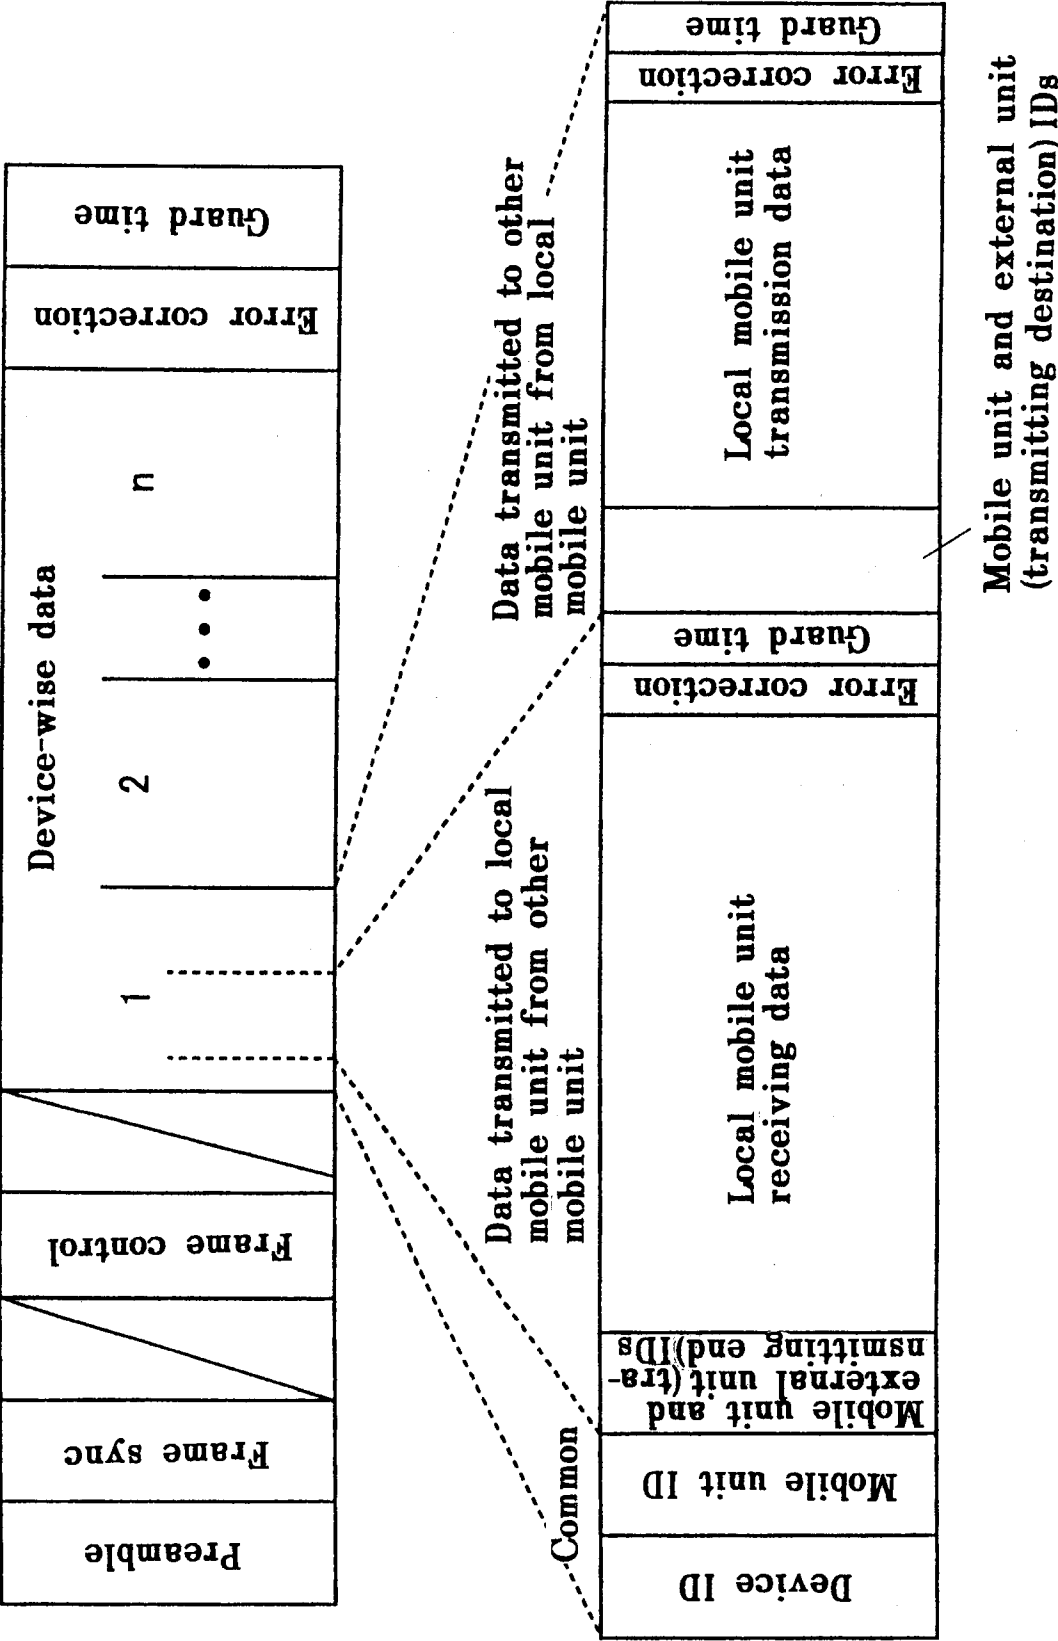 Preamble
Frame sync
Frame control
Device-wise data
1
2
n
Error correction
Guard time
Common
Data transmitted to local
mobile unit from other
mobile unit
Data transmitted to other
mobile unit from local
mobile unit
Device ID
Mobile unit ID
Mobile unit and
external unit (tra-
nsmitting end)IDs
Local mobile unit
receiving data
Error correction
Guard time
Local mobile unit
transmission data
Error correction
Guard time
Mobile unit and external unit
(transmitting destination)IDs